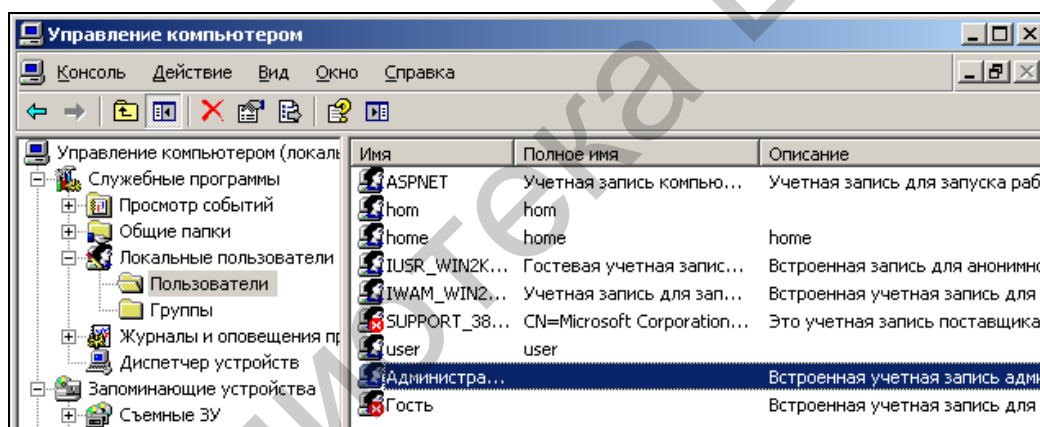 Управление компьютером
Консоль Действие Вид Окно Справка
Управление компьютером (локаль
Служебные программы
Просмотр событий
Общие папки
Локальные пользователи
Пользователи
Группы
Журналы и оповещения пр
Диспетчер устройств
Запоминающие устройства
Съемные ЗУ
Имя Полное имя Описание
ASPNET Учетная запись компью... Учетная запись для запуска раб
hom hom
home home home
IUSR_WIN2K... Гостевая учетная запис... Встроенная запись для анонимно
IWAM_WIN2... Учетная запись для зап... Встроенная учетная запись для
SUPPORT_38... CN=Microsoft Corporation... Это учетная запись поставщика
user user
Администра... Встроенная учетная запись адми
Гость Встроенная учетная запись для